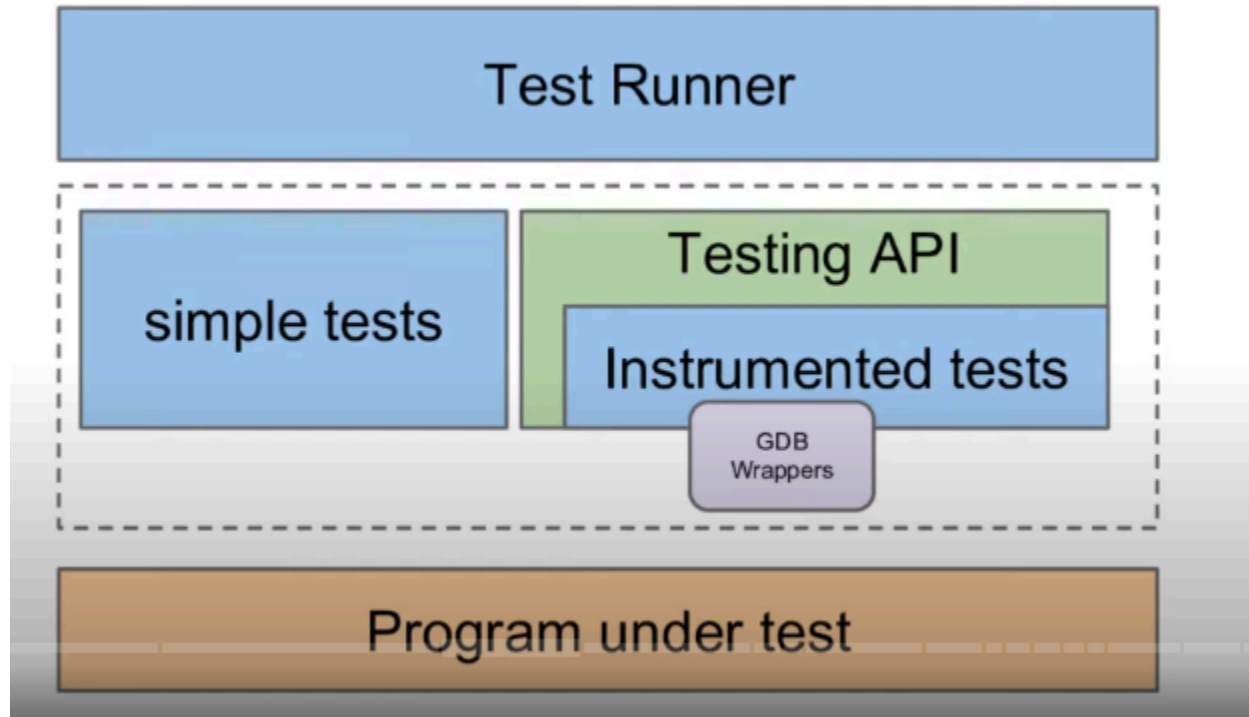 Test Runner
simple tests
Testing API
Instrumented tests
GDB
Wrappers
Program under test